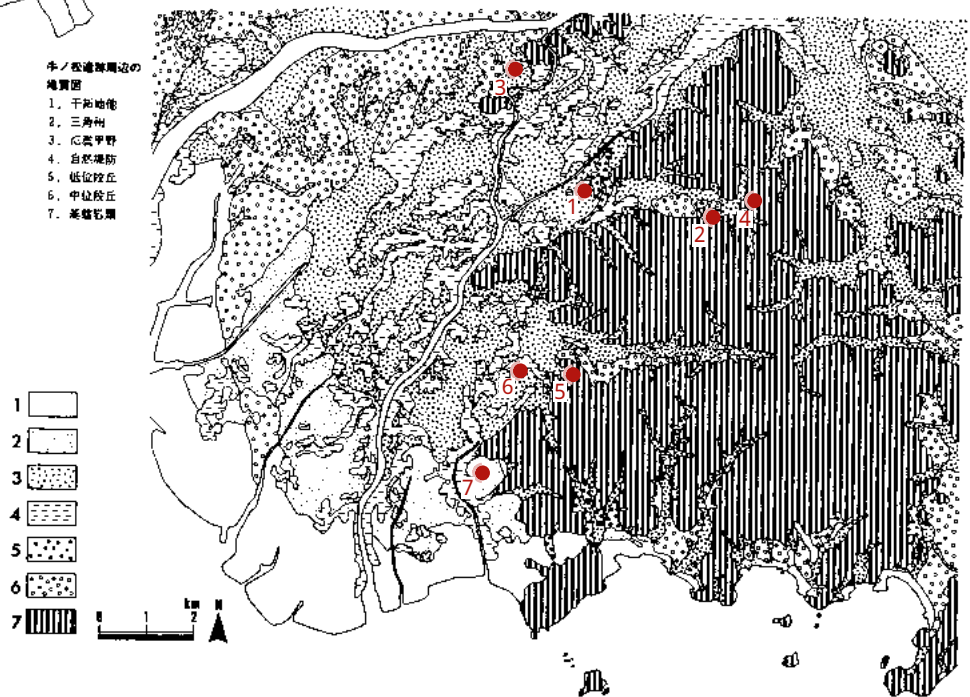 牛ノ松遺跡周辺の
地質図
1. 干拓地他
2. 三角州
3. 氾濫平野
4. 自然堤防
5. 低位段丘
6. 中位段丘
7. 基盤岩類
3
1
2
4
6
5
7
1
2
3
4
5
6
7
km N
0 1 2